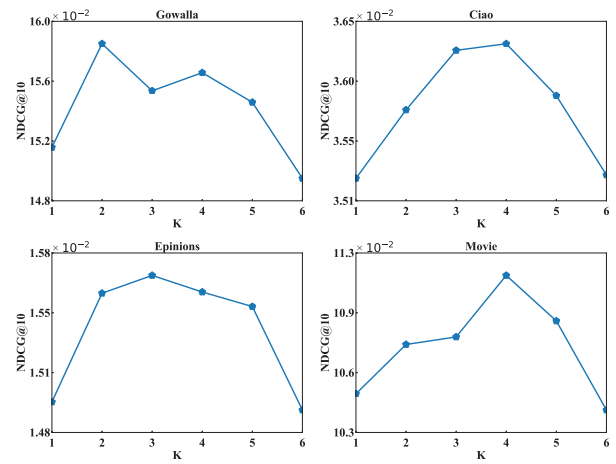 Gowalla
× 10⁻²
16.0
15.6
15.2
14.8
NDCG@10
1 2 3 4 5 6
K
Ciao
× 10⁻²
3.65
3.60
3.55
3.51
NDCG@10
1 2 3 4 5 6
K
Epinions
× 10⁻²
1.58
1.55
1.51
1.48
NDCG@10
1 2 3 4 5 6
K
Movie
× 10⁻²
11.3
10.9
10.6
10.3
NDCG@10
1 2 3 4 5 6
K